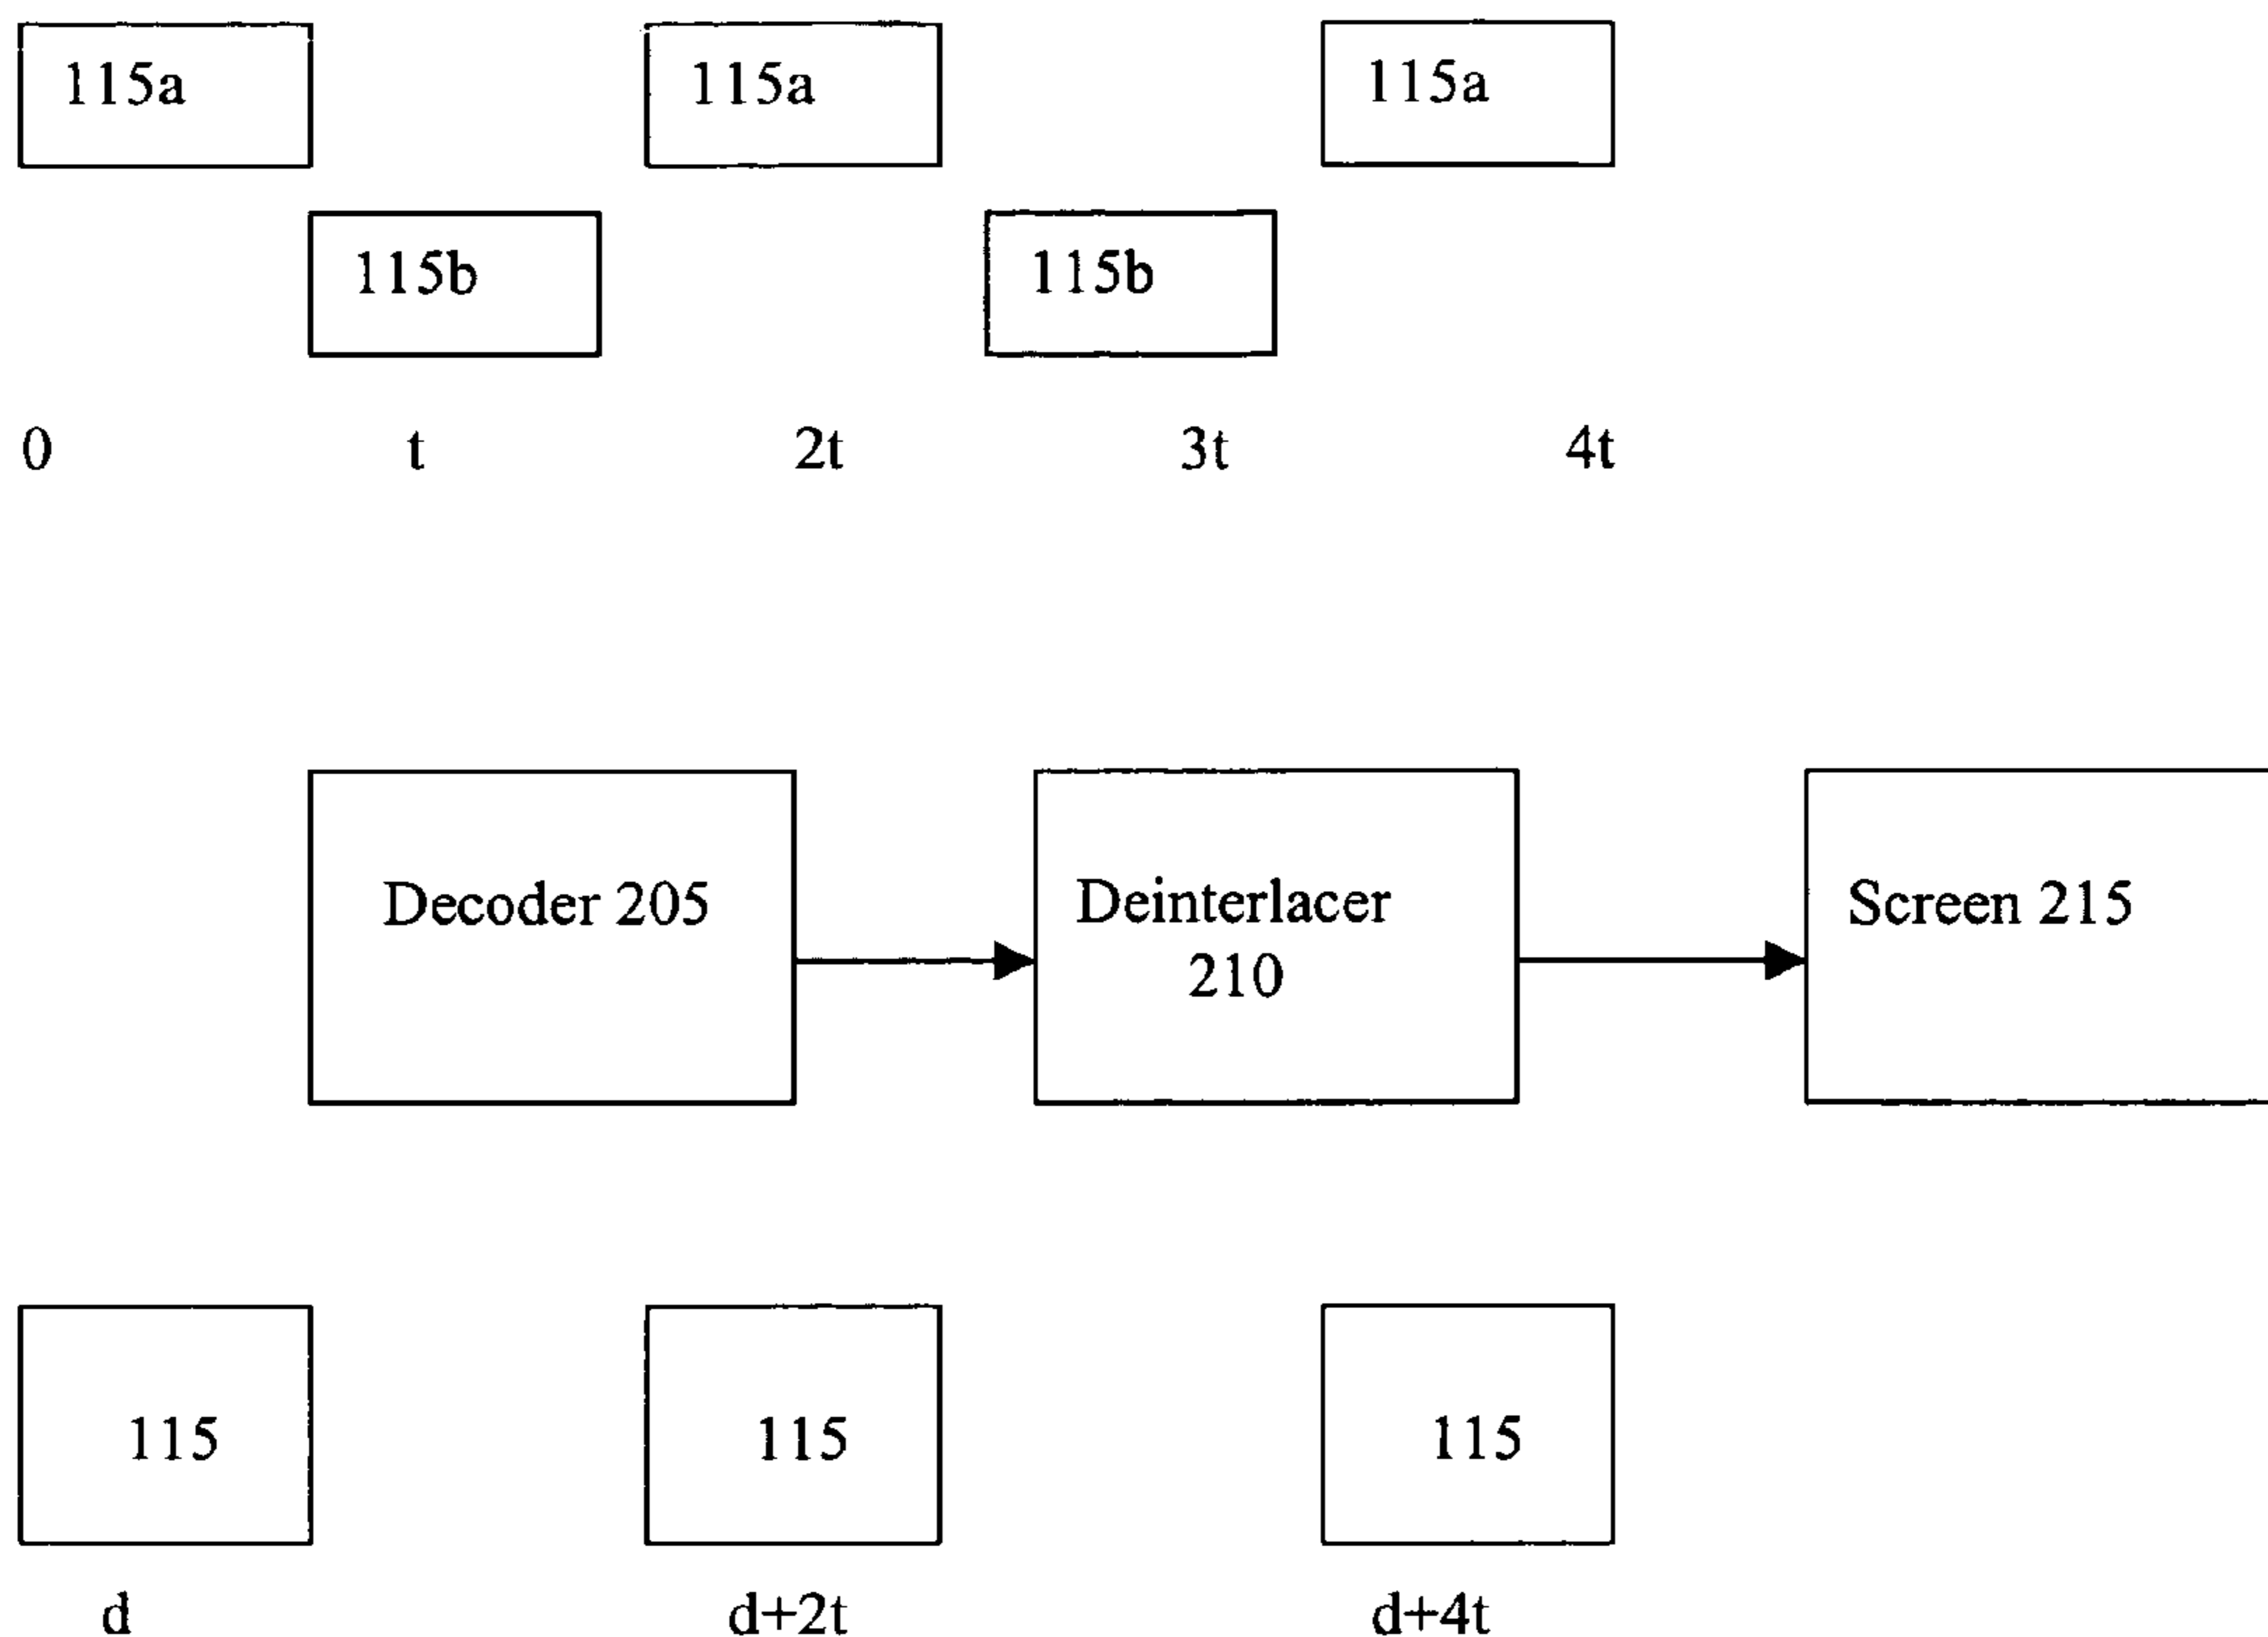 115a 115a 115a
115b 115b
0 t 2t 3t 4t
Decoder 205 Deinterlacer Screen 215
210
115 115 115
d d+2t d+4t